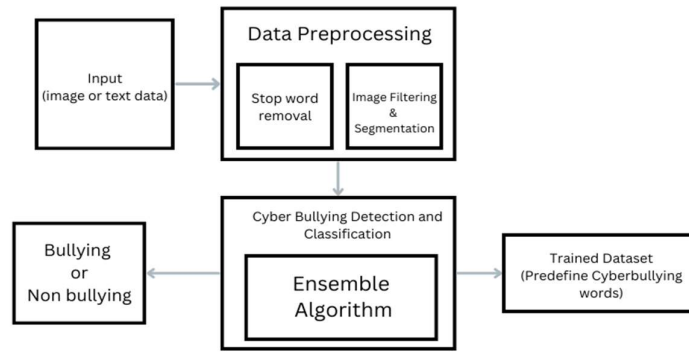 Input
(image or text data)
Data Preprocessing
Stop word
removal
Image Filtering
&
Segmentation
Cyber Bullying Detection and
Classification
Ensemble
Algorithm
Bullying
or
Non bullying
Trained Dataset
(Predefine Cyberbullying
words)